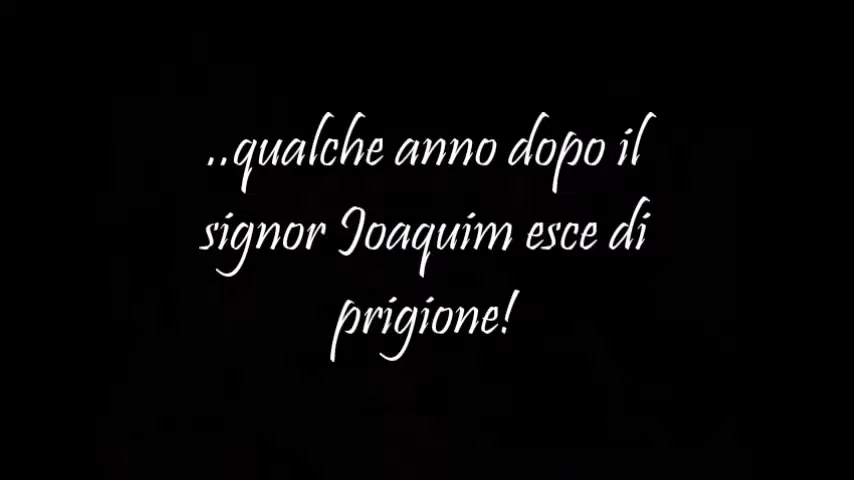 ..qualche anno dopo il
signor Joaquim esce di
prigione!